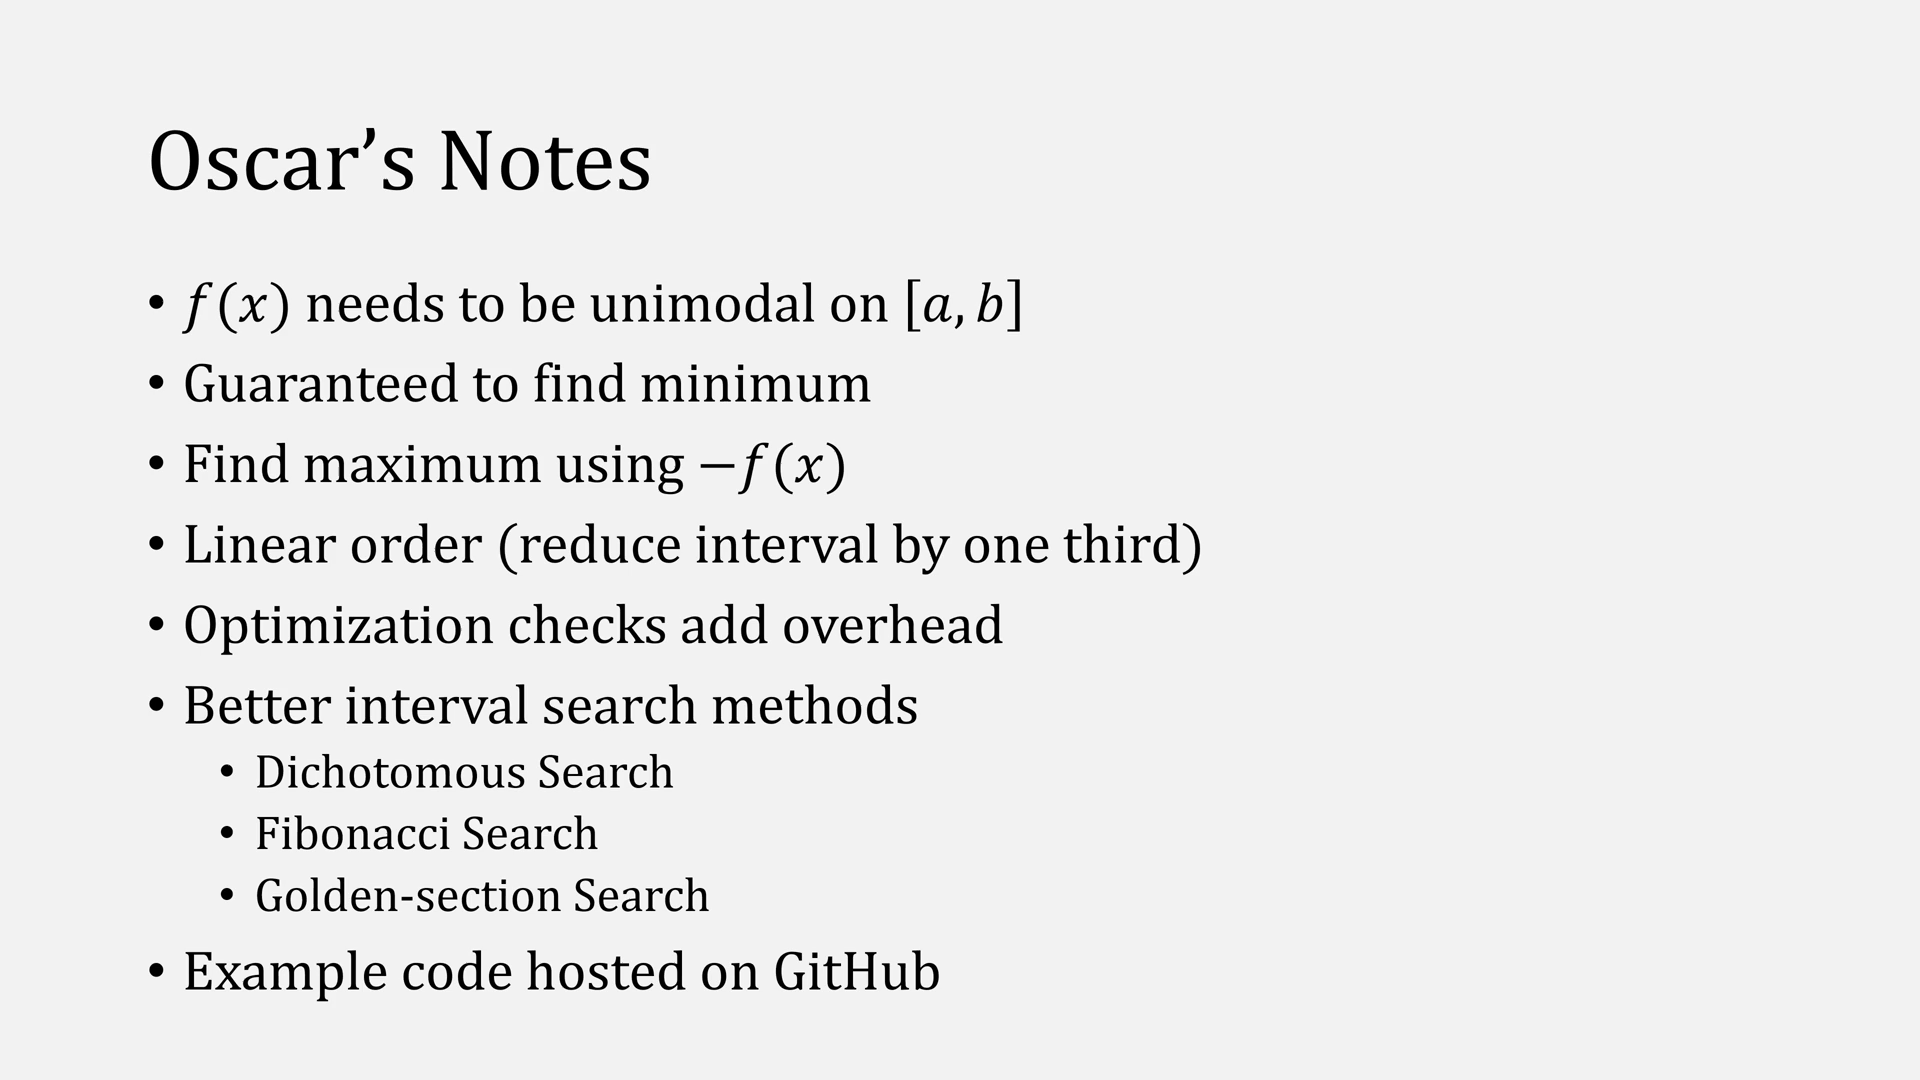 Oscar’s Notes
• f(x) needs to be unimodal on [a, b]
• Guaranteed to find minimum
• Find maximum using −f(x)
• Linear order (reduce interval by one third)
• Optimization checks add overhead
• Better interval search methods
• Dichotomous Search
• Fibonacci Search
• Golden-section Search
• Example code hosted on GitHub